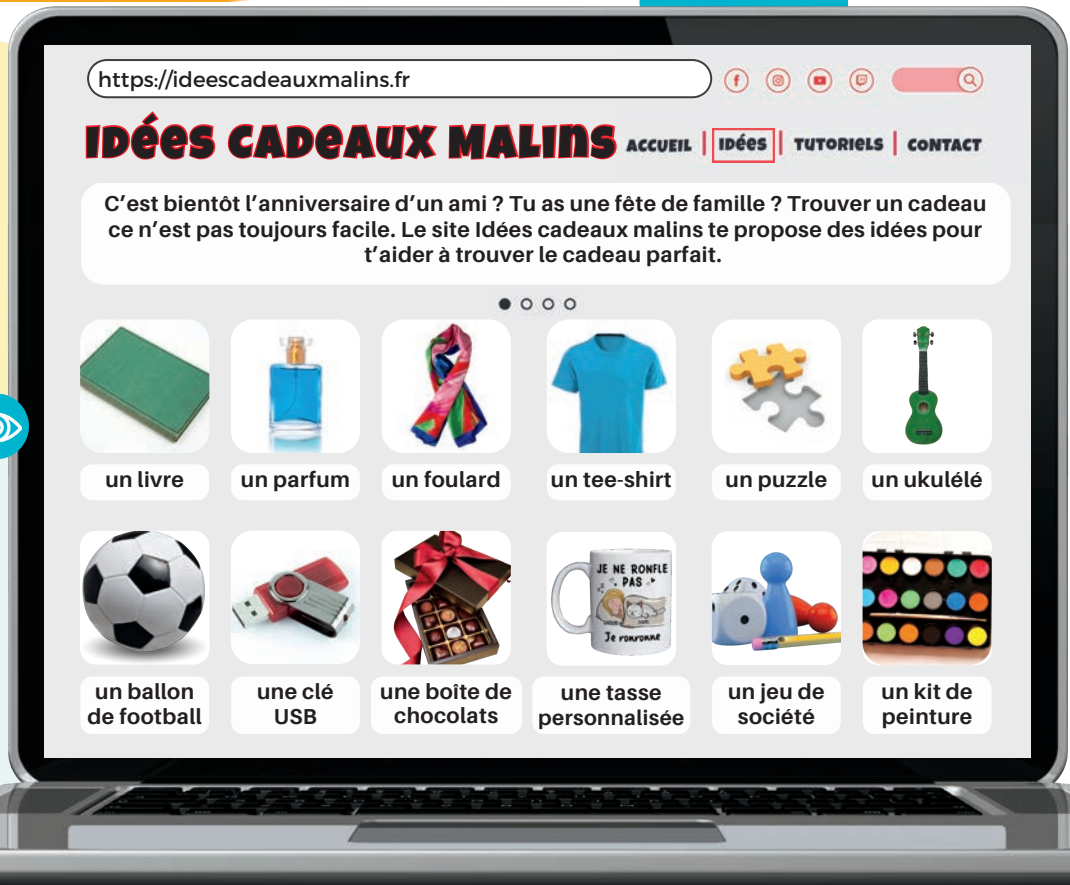 https://ideescadeauxmalins.fr
Idées cadeaux malins
ACCUEIL | Idées | TUTORIELS | CONTACT
C'est bientôt l'anniversaire d'un ami ? Tu as une fête de famille ? Trouver un cadeau
ce n'est pas toujours facile. Le site Idées cadeaux malins te propose des idées pour
t'aider à trouver le cadeau parfait.
un livre
un parfum
un foulard
un tee-shirt
un puzzle
un ukulélé
JE NE RONFLE
PAS
Je ronronne
un ballon
de football
une clé
USB
une boîte de
chocolats
une tasse
personnalisée
un jeu de
société
un kit de
peinture